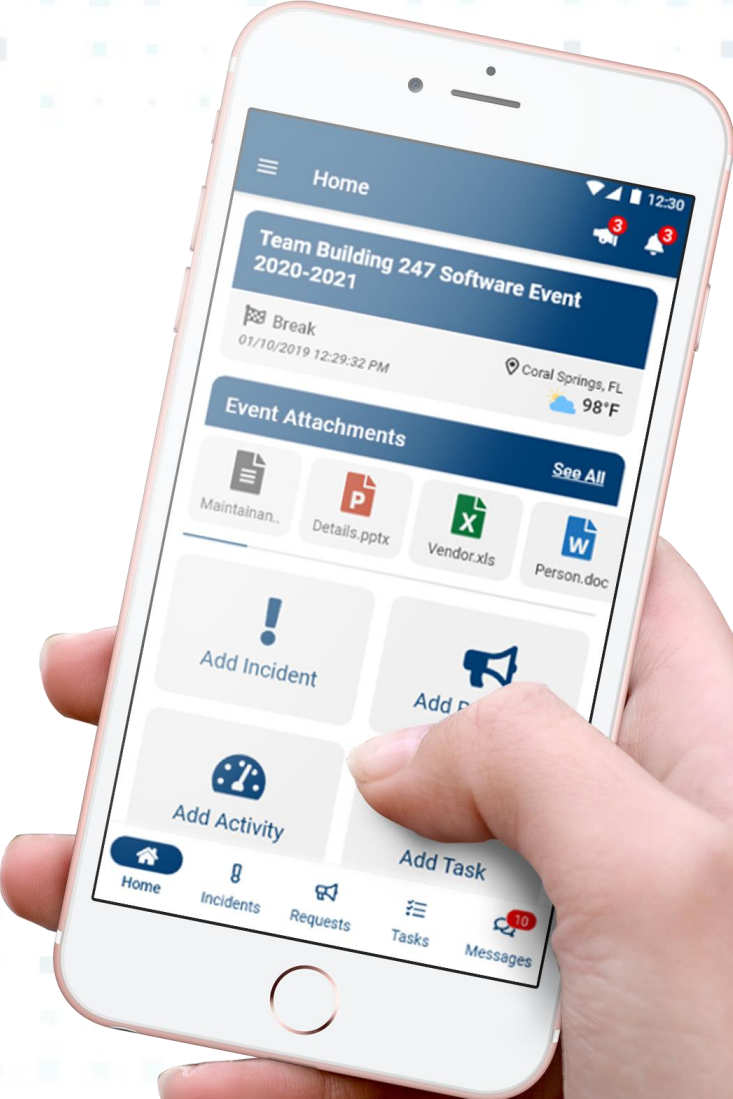 Home
12:30
3
3
Team Building 247 Software Event
2020-2021
Break
01/10/2019 12:29:32 PM
Coral Springs, FL
98°F
Event Attachments
See All
Maintainan..
P
Details.pptx
X
Vendor.xls
W
Person.doc
Add Incident
Add
Add Activity
Add Task
Home
Incidents
Requests
Tasks
10
Messages